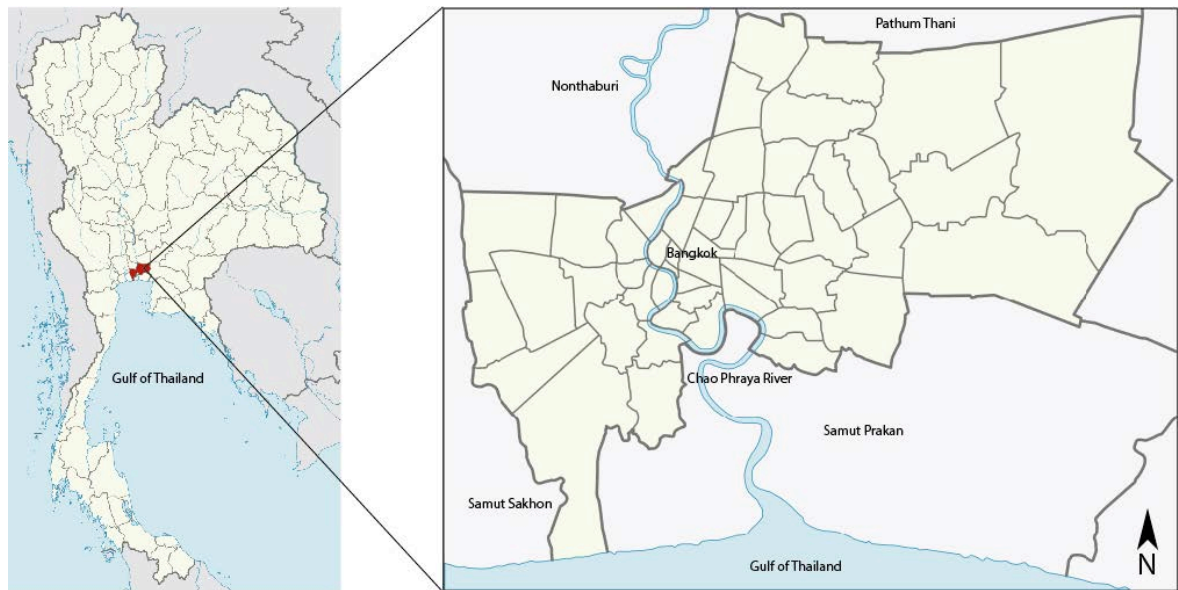 Pathum Thani
Nonthaburi
Bangkok
Gulf of Thailand
Chao Phraya River
Samut Prakan
Samut Sakhon
Gulf of Thailand
N